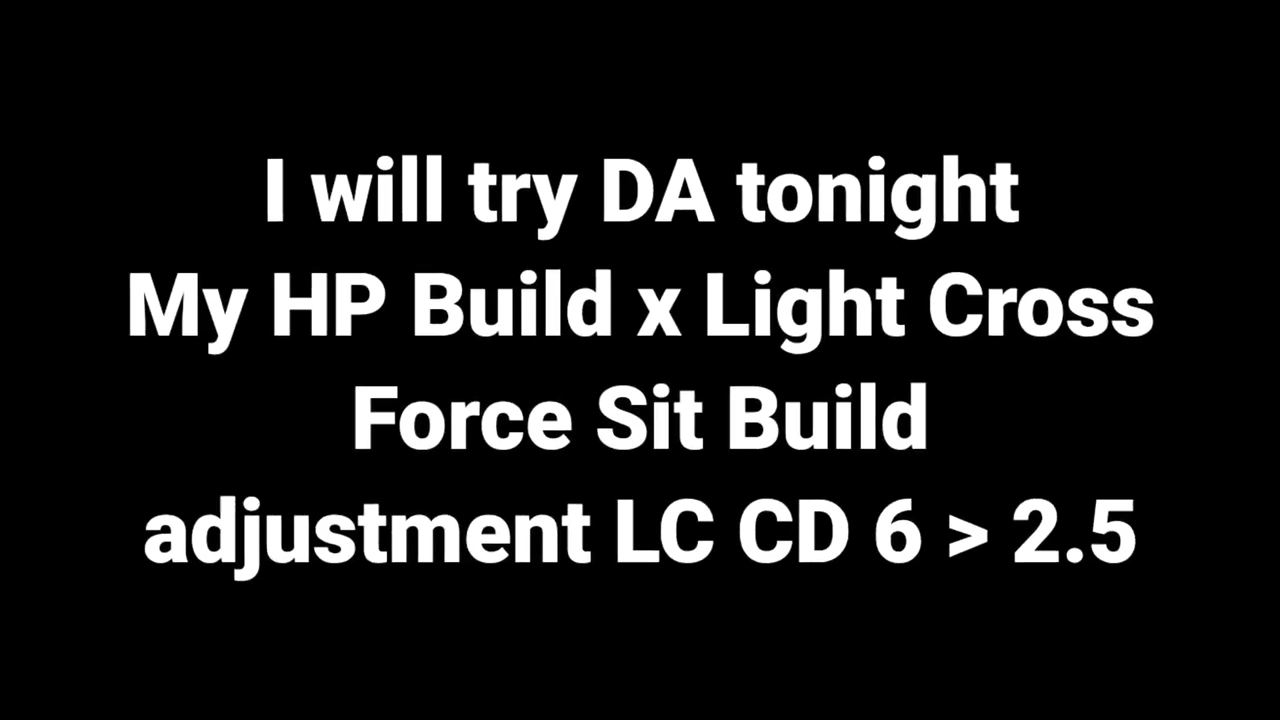 I will try DA tonight
My HP Build x Light Cross
Force Sit Build
adjustment LC CD 6 > 2.5